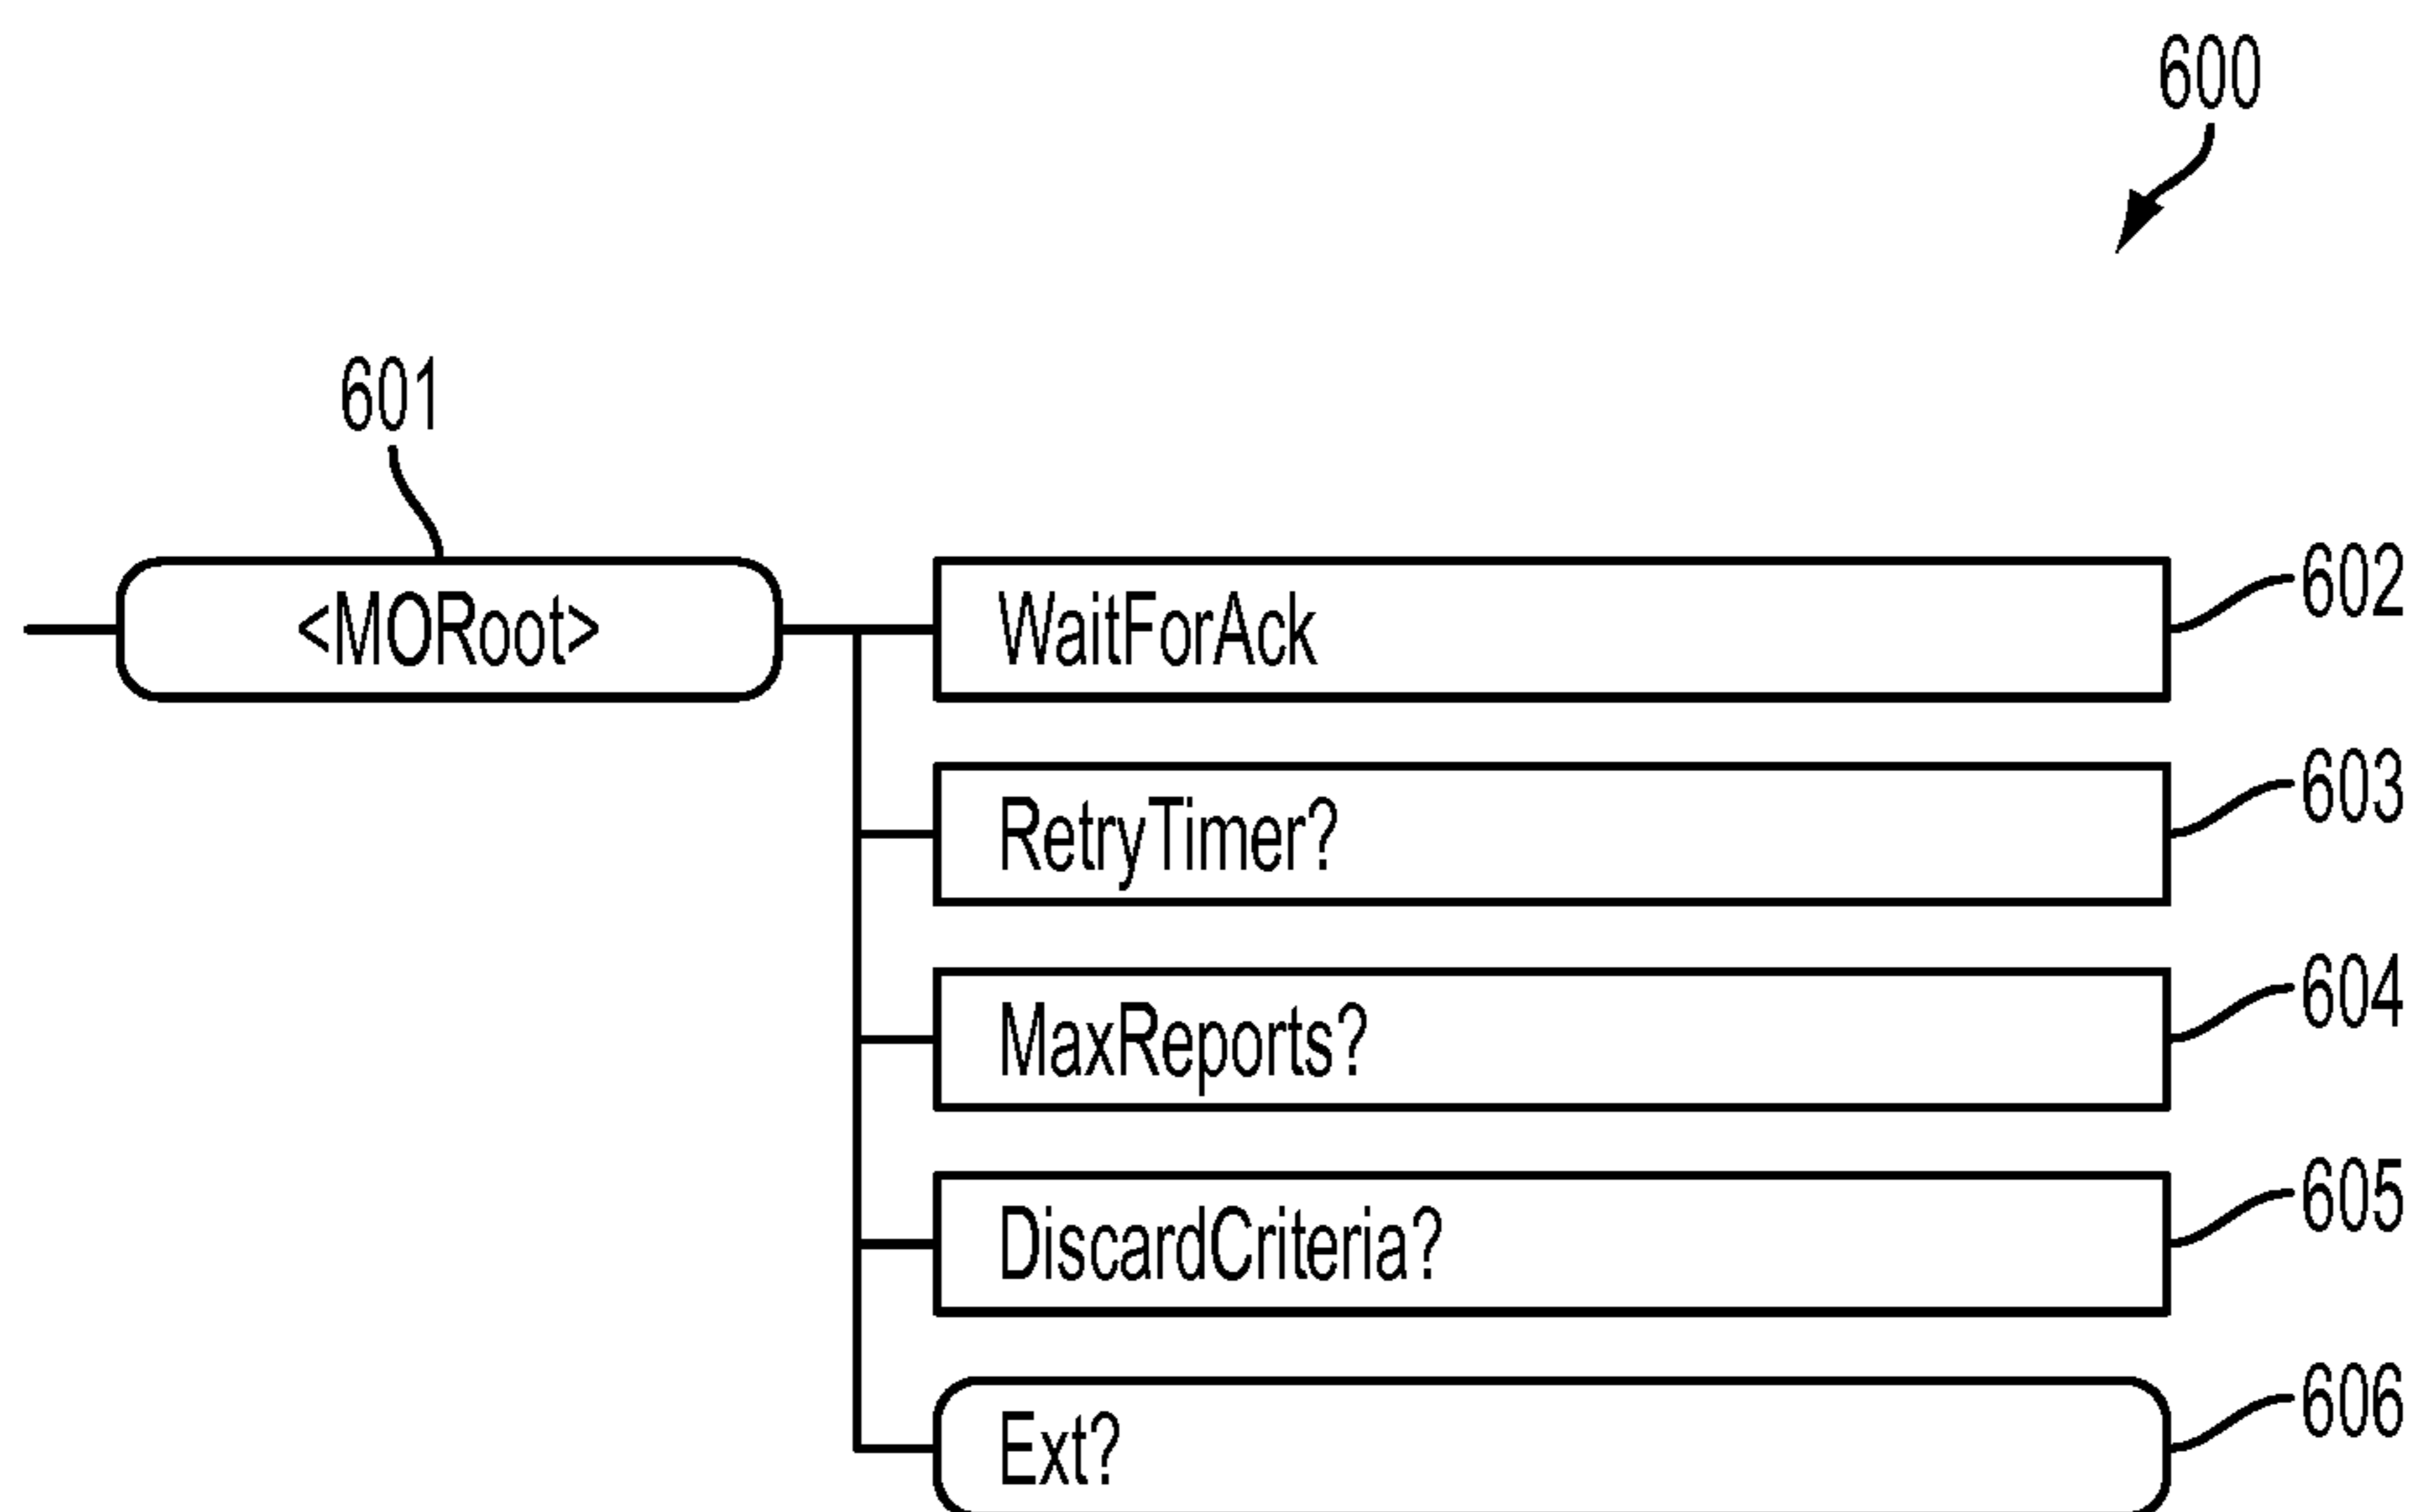 600
601
<MORoot>
WaitForAck
602
RetryTimer?
603
MaxReports?
604
DiscardCriteria?
605
Ext?
606